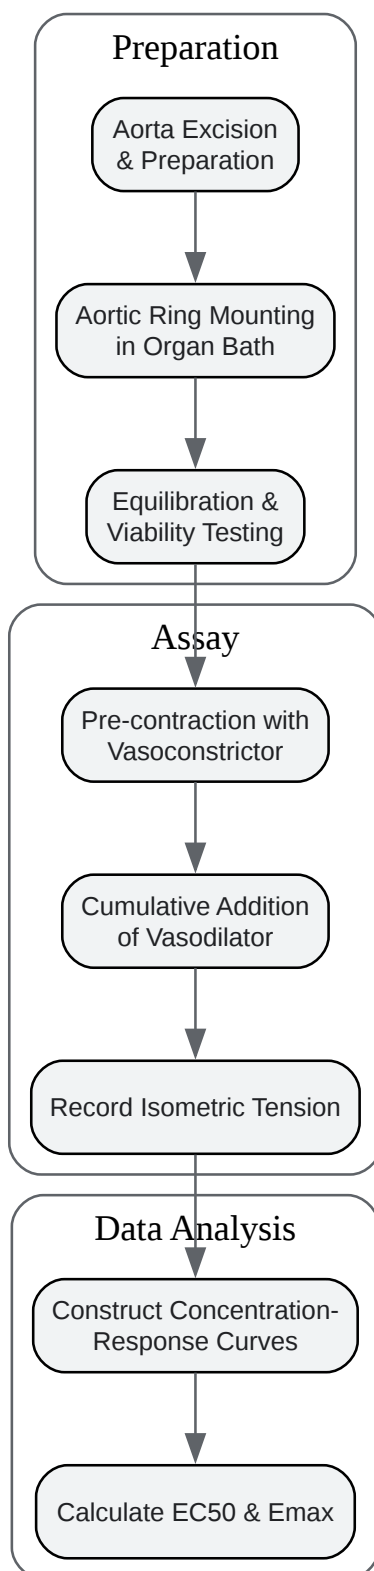 Preparation
Aorta Excision
& Preparation
Aortic Ring Mounting
in Organ Bath
Equilibration &
Viability Testing
Assay
Pre-contraction with
Vasoconstrictor
Cumulative Addition
of Vasodilator
Record Isometric Tension
Data Analysis
Construct Concentration-
Response Curves
Calculate EC50 & Emax